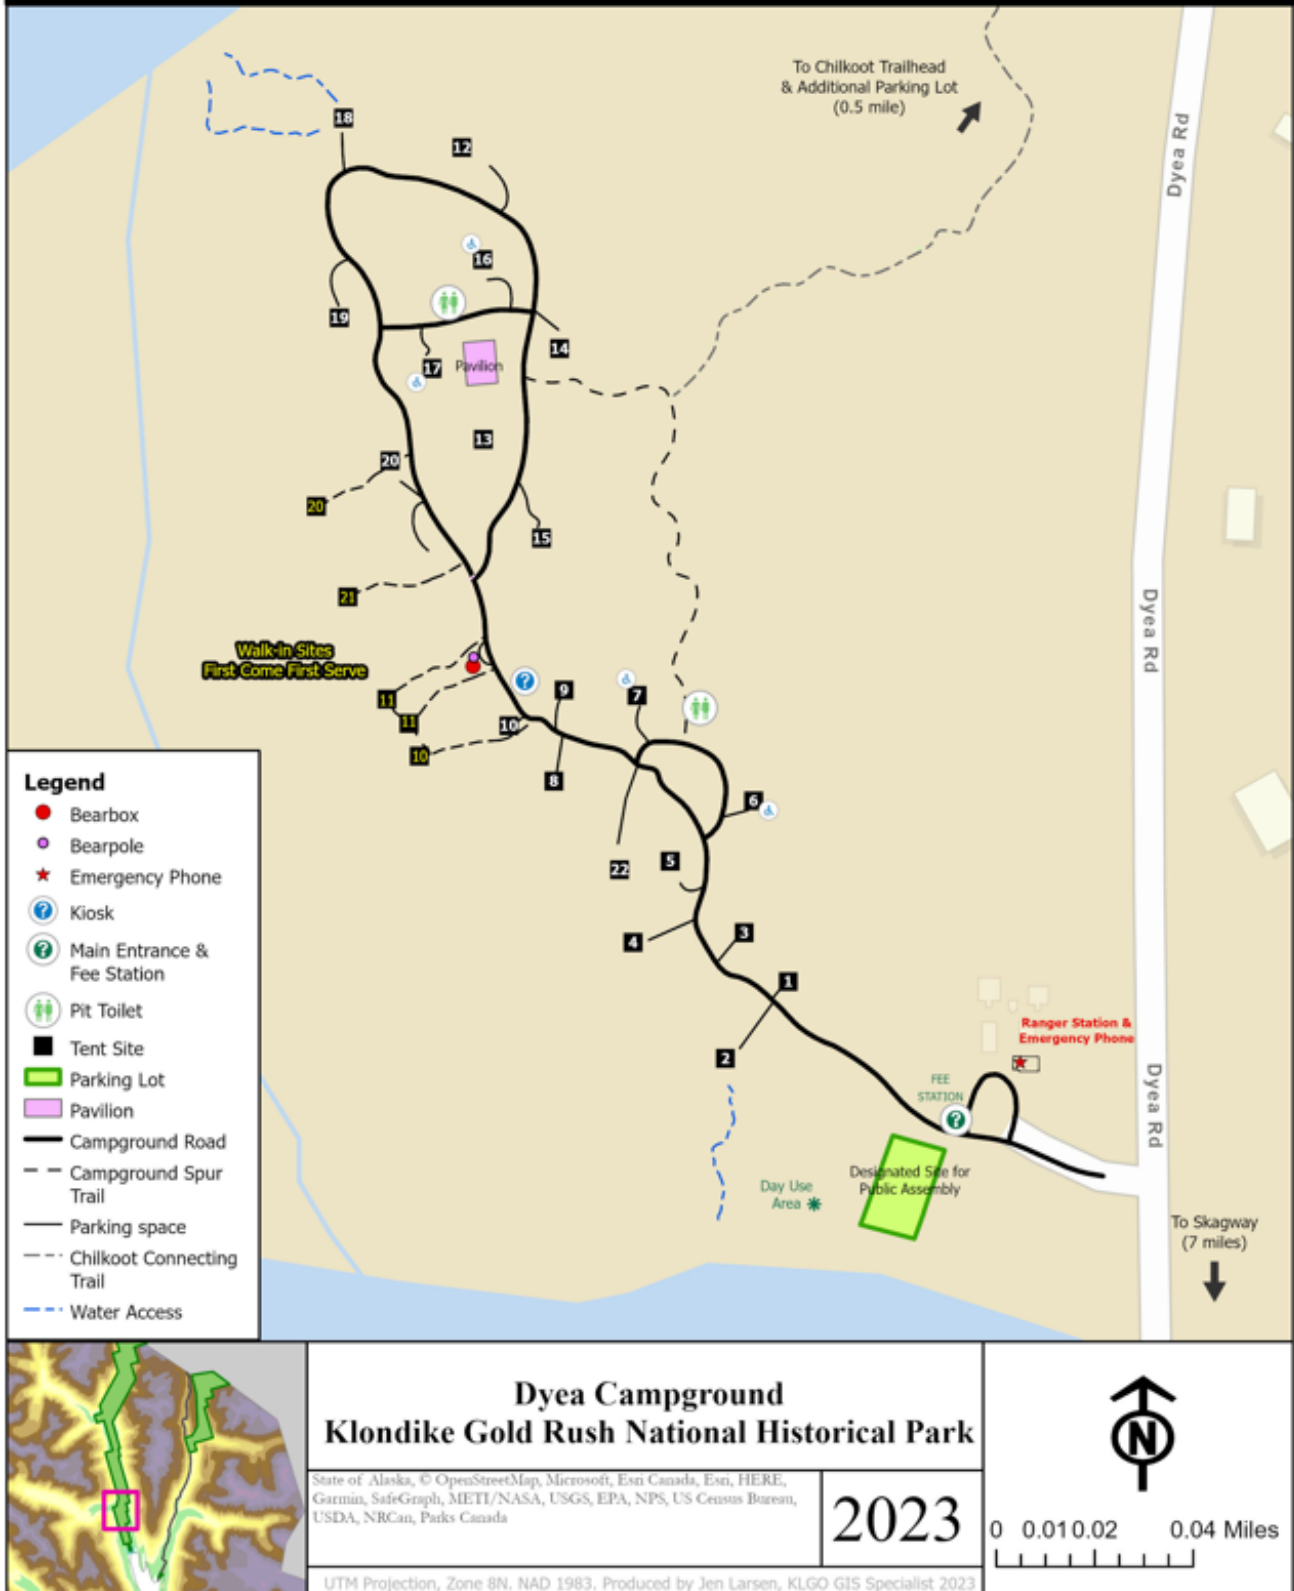 To Chilkoot Trailhead
& Additional Parking Lot
(0.5 mile)
Dyea Rd
18
12
16
19
14
17
Pavilion
13
20
20
15
Dyea Rd
21
Walk-in Sites
First Come First Serve
11
11
10
10
9
7
8
6
5
22
4
3
1
2
Ranger Station &
Emergency Phone
FEE
STATION
Dyea Rd
Designated Site for
Public Assembly
Day Use
Area
To Skagway
(7 miles)
Legend
Bearbox
Bearpole
Emergency Phone
Kiosk
Main Entrance &
Fee Station
Pit Toilet
Tent Site
Parking Lot
Pavilion
Campground Road
Campground Spur
Trail
Parking space
Chilkoot Connecting
Trail
Water Access
Dyea Campground
Klondike Gold Rush National Historical Park
State of Alaska, © OpenStreetMap, Microsoft, Esri Canada, Esri, HERE,
Garmin, SafeGraph, METI/NASA, USGS, EPA, NPS, US Census Bureau,
USDA, NRCan, Parks Canada
2023
UTM Projection, Zone 8N. NAD 1983. Produced by Jen Larsen, KLGO GIS Specialist 2023
N
0 0.01 0.02 0.04 Miles